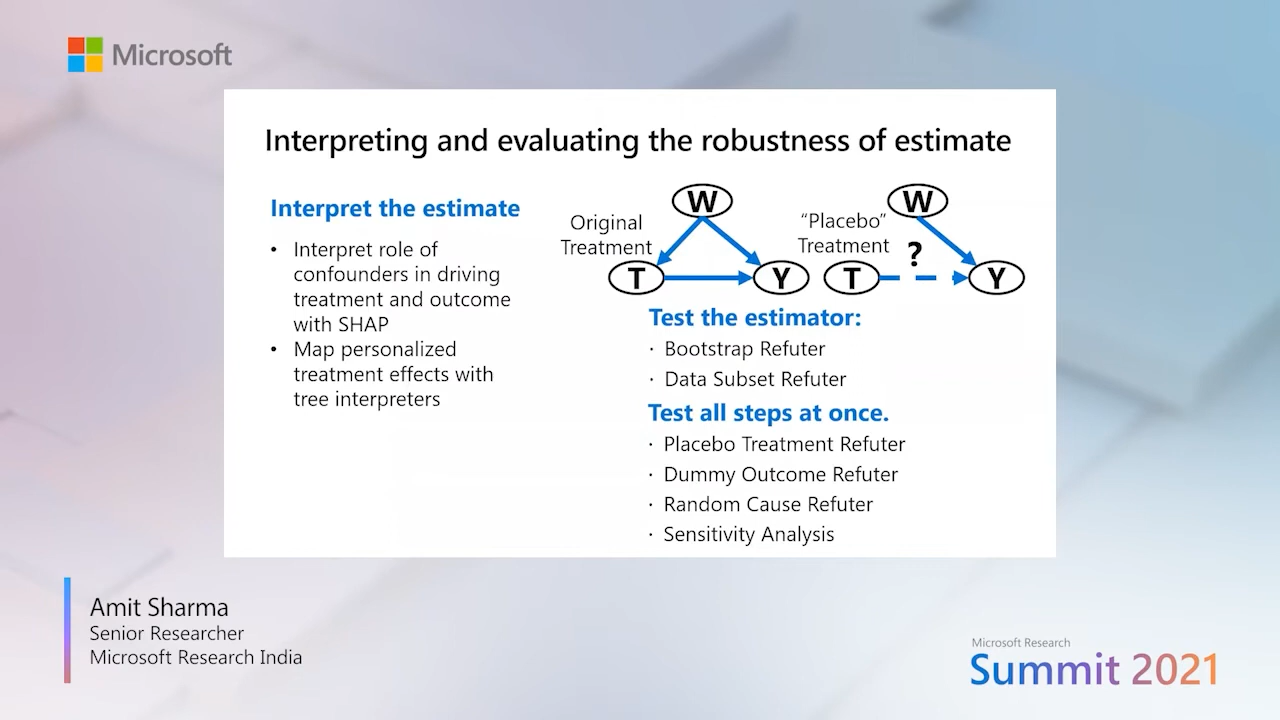 Microsoft
Interpreting and evaluating the robustness of estimate
Interpret the estimate
• Interpret role of
confounders in driving
treatment and outcome
with SHAP
• Map personalized
treatment effects with
tree interpreters
Original
Treatment
W
T
Y
"Placebo"
Treatment
W
?
T
Y
Test the estimator:
· Bootstrap Refuter
· Data Subset Refuter
Test all steps at once.
· Placebo Treatment Refuter
· Dummy Outcome Refuter
· Random Cause Refuter
· Sensitivity Analysis
Amit Sharma
Senior Researcher
Microsoft Research India
Microsoft Research
Summit 2021